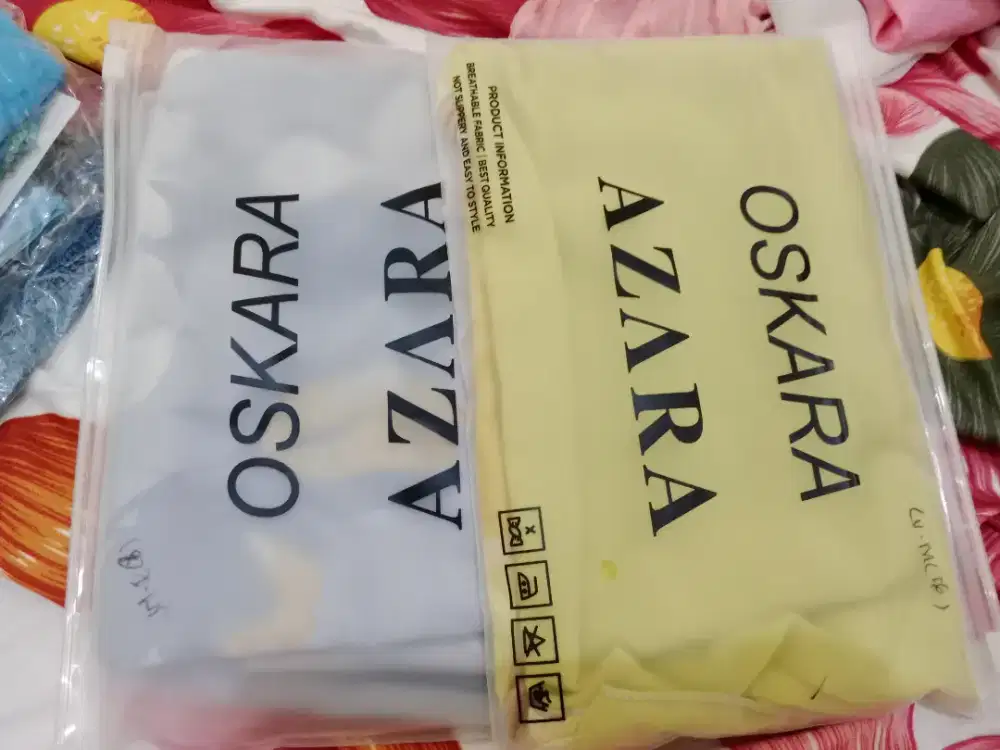 OSKARA
AZARA
OSKARA
AZARA
PRODUCT INFORMATION
BREATHABLE FABRIC | BEST QUALITY
NOT SLIPPERY AND EASY TO STYLE